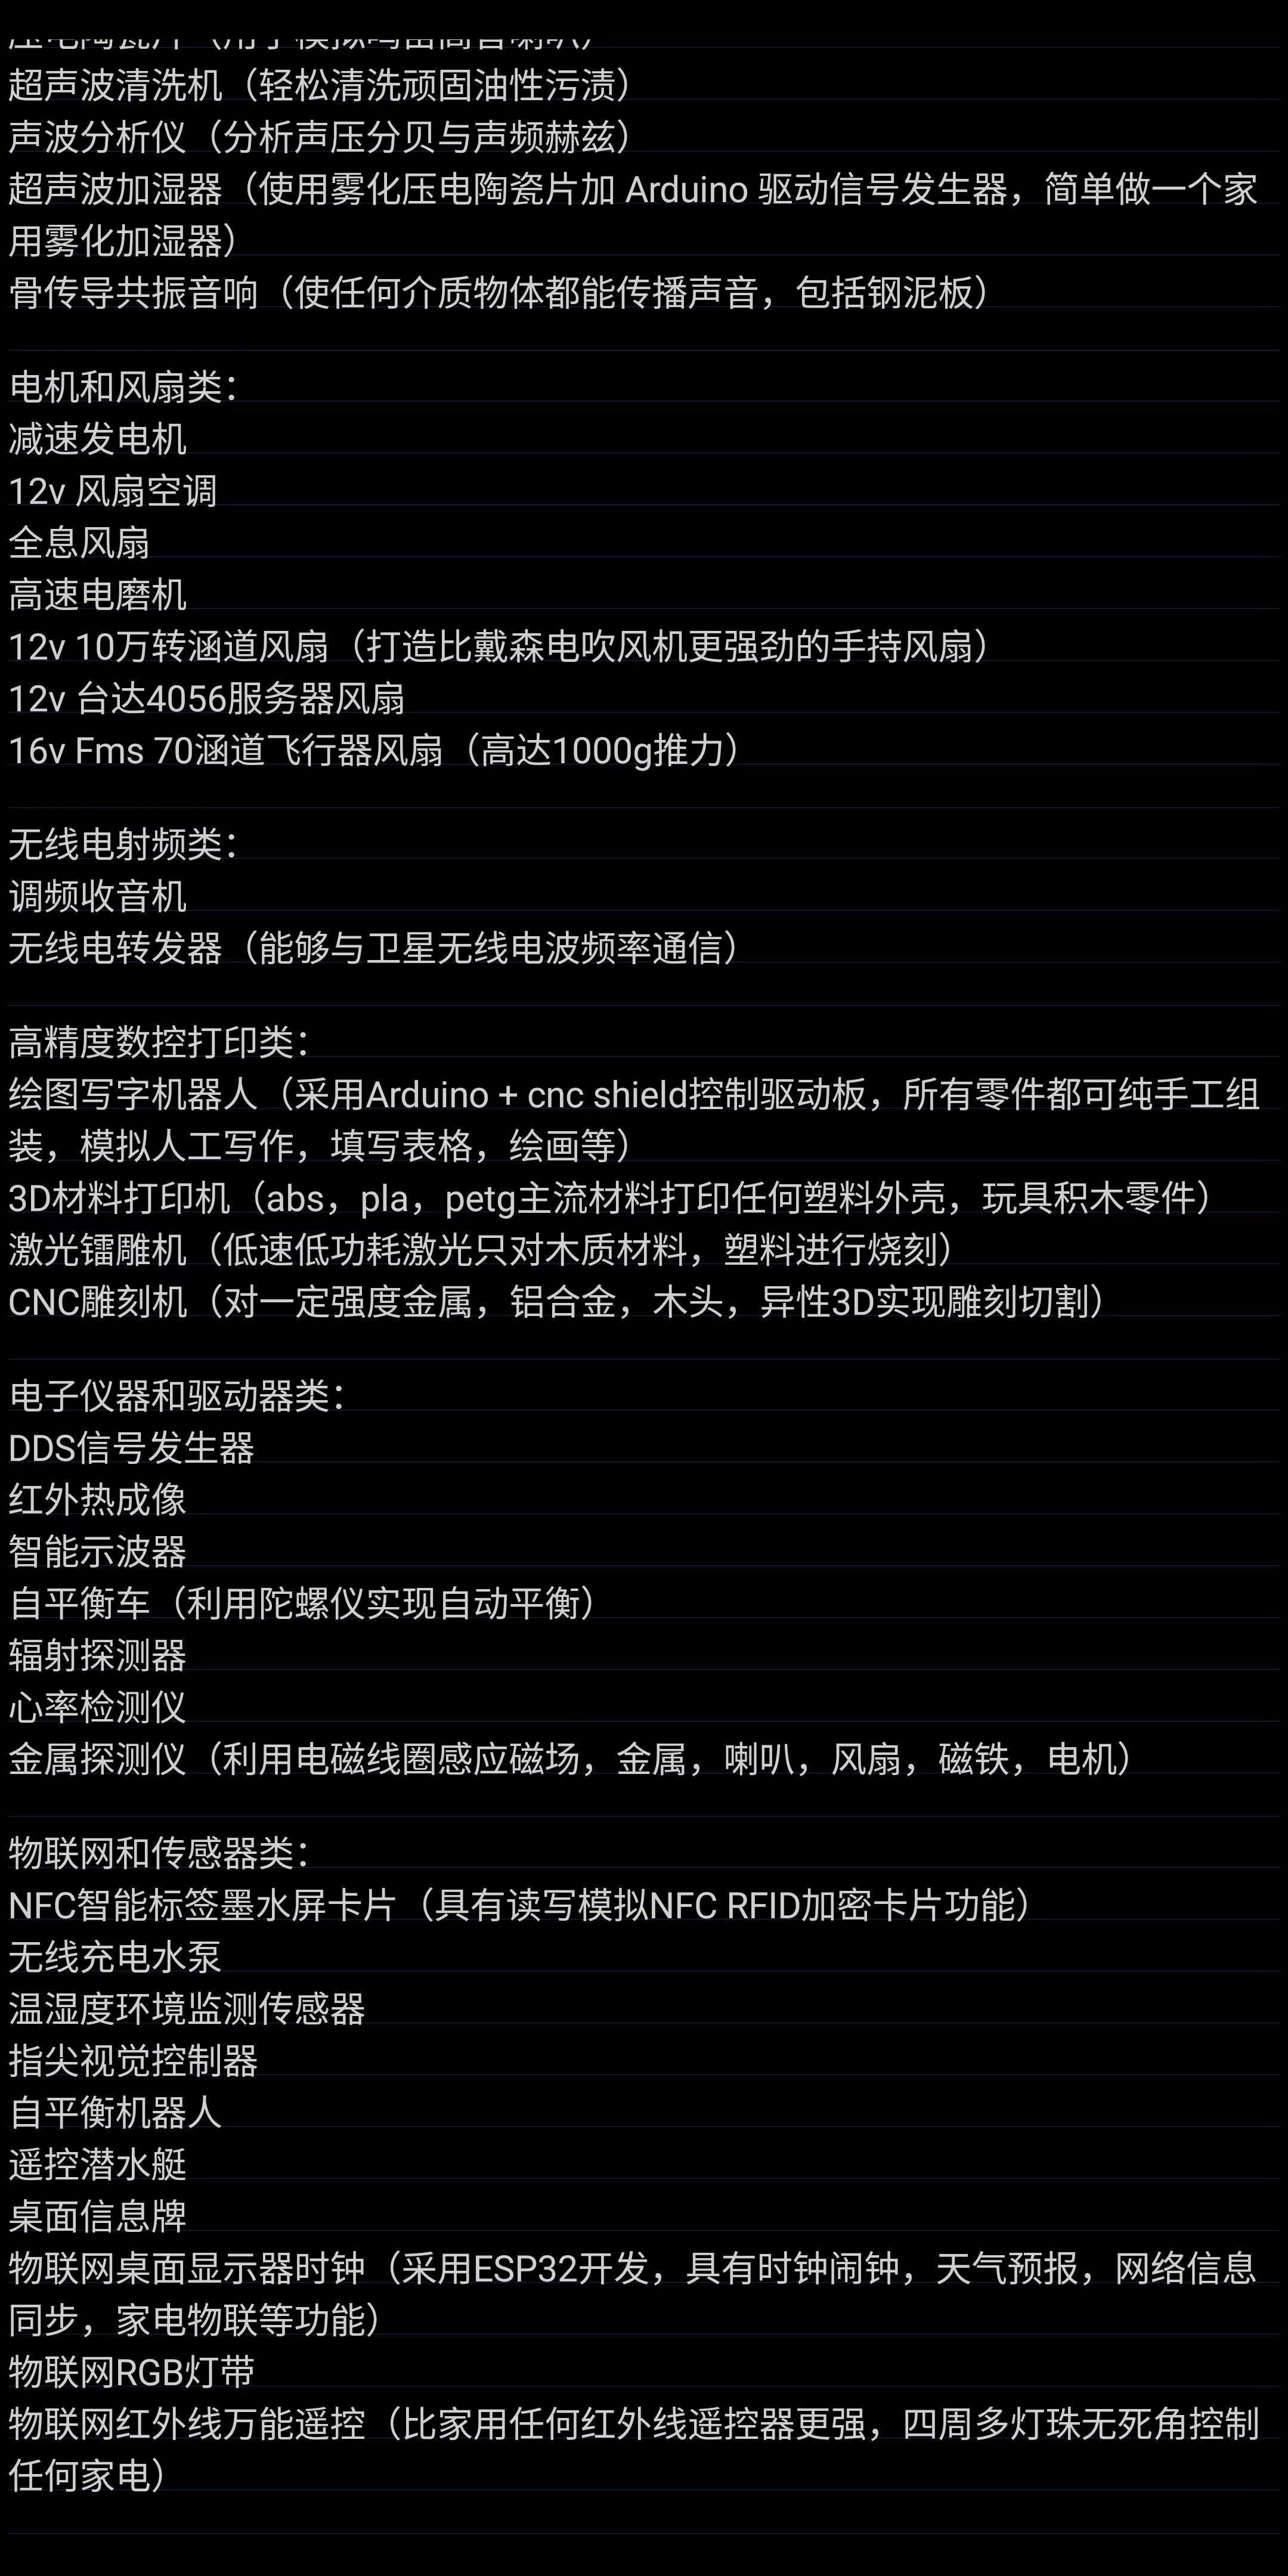 超声波清洗机（轻松清洗顽固油性污渍）
声波分析仪（分析声压分贝与声频赫兹）
超声波加湿器（使用雾化压电陶瓷片加 Arduino 驱动信号发生器，简单做一个家
用雾化加湿器）
骨传导共振音响（使任何介质物体都能传播声音，包括钢泥板）
电机和风扇类：
减速发电机
12v 风扇空调
全息风扇
高速电磨机
12v 10万转涵道风扇（打造比戴森电吹风机更强劲的手持风扇）
12v 台达4056服务器风扇
16v Fms 70涵道飞行器风扇（高达1000g推力）
无线电射频类：
调频收音机
无线电转发器（能够与卫星无线电波频率通信）
高精度数控打印类：
绘图写字机器人（采用Arduino + cnc shield控制驱动板，所有零件都可纯手工组
装，模拟人工写作，填写表格，绘画等）
3D材料打印机（abs，pla，petg主流材料打印任何塑料外壳，玩具积木零件）
激光镭雕机（低速低功耗激光只对木质材料，塑料进行烧刻）
CNC雕刻机（对一定强度金属，铝合金，木头，异性3D实现雕刻切割）
电子仪器和驱动器类：
DDS信号发生器
红外热成像
智能示波器
自平衡车（利用陀螺仪实现自动平衡）
辐射探测器
心率检测仪
金属探测仪（利用电磁线圈感应磁场，金属，喇叭，风扇，磁铁，电机）
物联网和传感器类：
NFC智能标签墨水屏卡片（具有读写模拟NFC RFID加密卡片功能）
无线充电水泵
温湿度环境监测传感器
指尖视觉控制器
自平衡机器人
遥控潜水艇
桌面信息牌
物联网桌面显示器时钟（采用ESP32开发，具有时钟闹钟，天气预报，网络信息
同步，家电物联等功能）
物联网RGB灯带
物联网红外线万能遥控（比家用任何红外线遥控器更强，四周多灯珠无死角控制
任何家电）